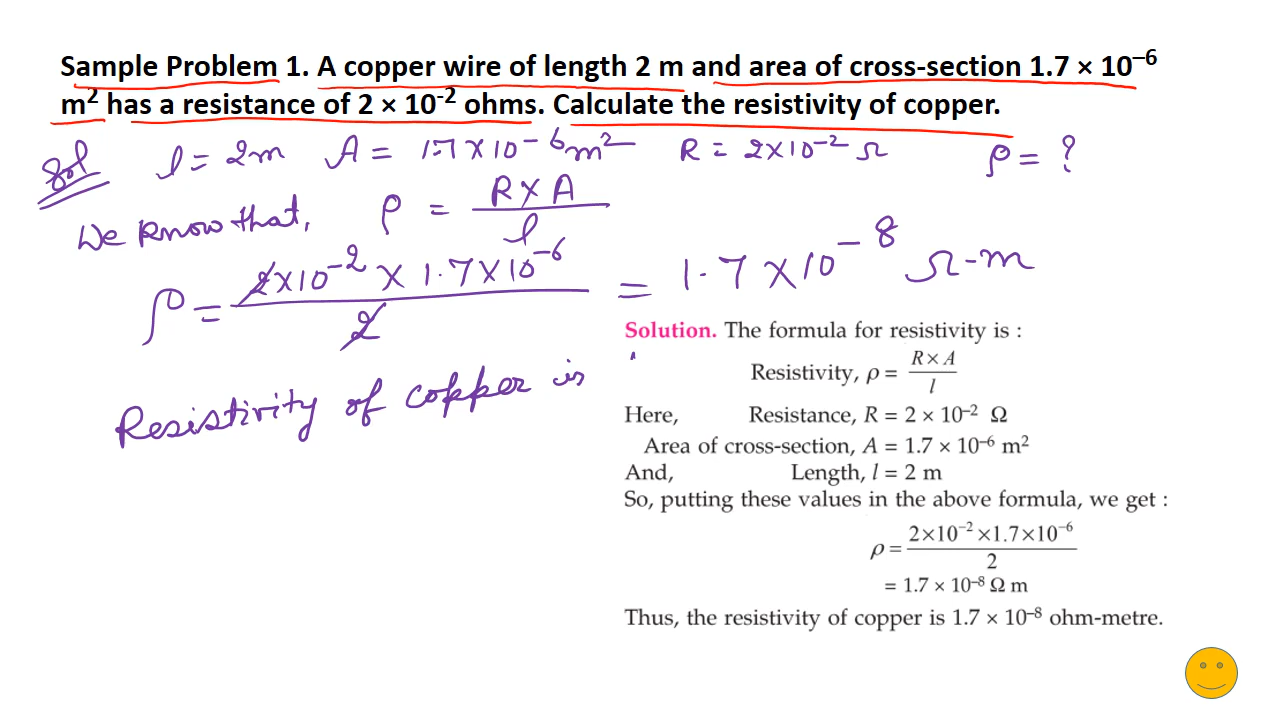 Sample Problem 1. A copper wire of length 2 m and area of cross-section 1.7 × 10⁻⁶
m² has a resistance of 2 × 10⁻² ohms. Calculate the resistivity of copper.
Sol l = 2m A = 1.7 × 10⁻⁶ m² R = 2×10⁻² Ω ρ = ?
We know that, ρ = R × A / l
ρ = 2×10⁻² × 1.7 × 10⁻⁶ / 2 = 1.7 × 10⁻⁸ Ω-m
Resistivity of copper is
Solution. The formula for resistivity is :
Resistivity, ρ = R × A / l
Here, Resistance, R = 2 × 10⁻² Ω
Area of cross-section, A = 1.7 × 10⁻⁶ m²
And, Length, l = 2 m
So, putting these values in the above formula, we get :
ρ = 2×10⁻² ×1.7×10⁻⁶ / 2
= 1.7 × 10⁻⁸ Ω m
Thus, the resistivity of copper is 1.7 × 10⁻⁸ ohm-metre.